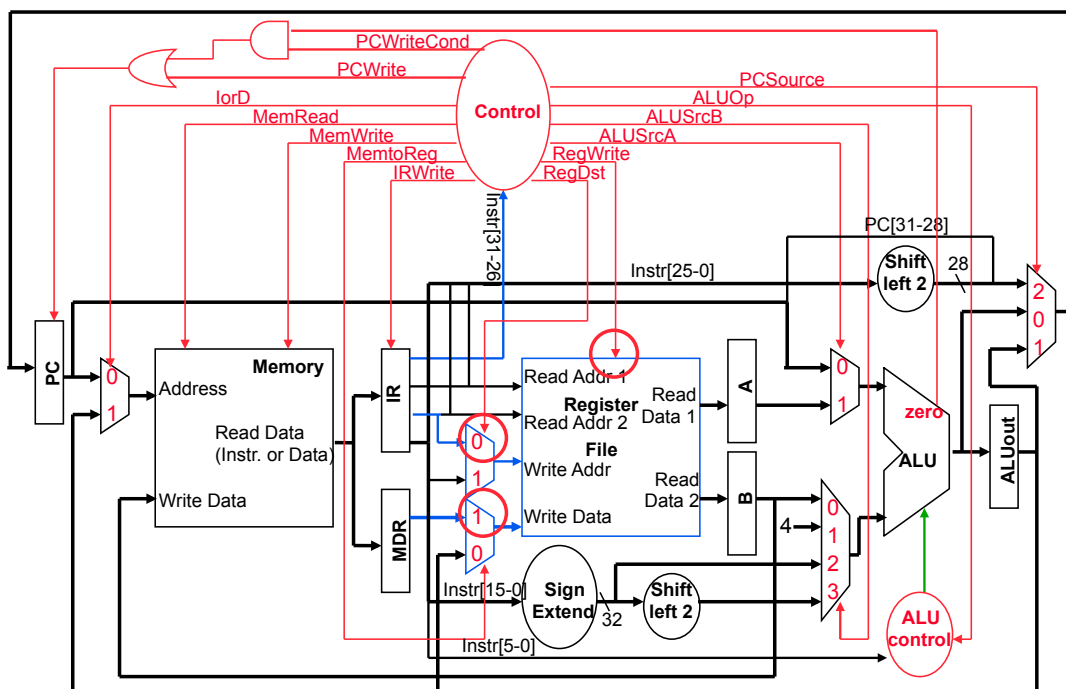 PCWriteCond
PCWrite
PCSource
IorD
ALUOp
MemRead
Control
ALUSrcB
MemWrite
ALUSrcA
MemtoReg
RegWrite
IRWrite
RegDst
Instr[31-26]
PC[31-28]
Instr[25-0]
Shift
left 2
28
2
0
1
PC
0
1
Address
Memory
Read Data
(Instr. or Data)
Write Data
IR
MDR
0
1
1
0
Read Addr 1
Register
Read Addr 2
File
Write Addr
Write Data
Read
Data 1
Read
Data 2
A
B
0
1
4
0
1
2
3
zero
ALU
ALUout
Instr[15-0]
Sign
Extend
32
Shift
left 2
ALU
control
Instr[5-0]